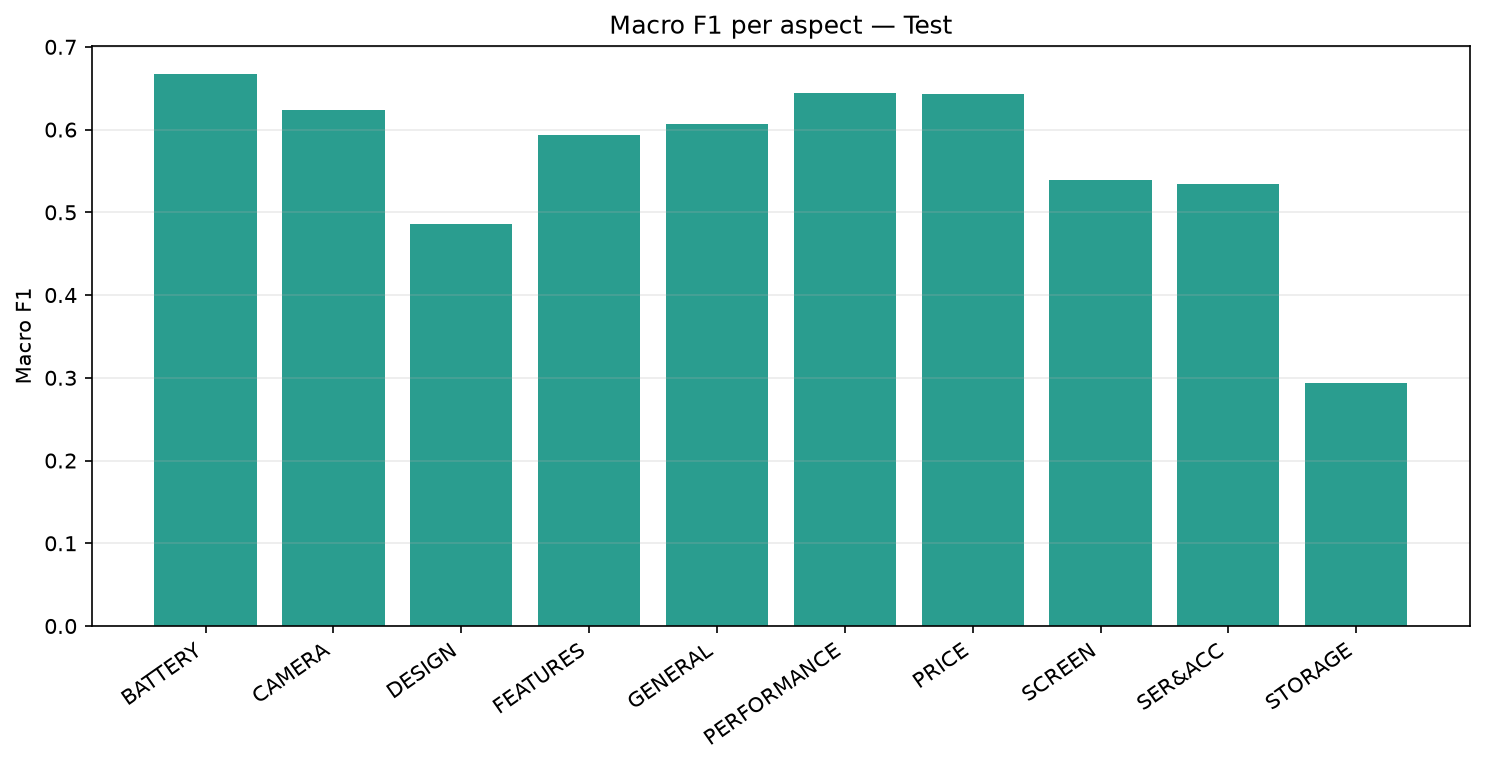 Macro F1 per aspect — Test
Macro F1
0.7
0.6
0.5
0.4
0.3
0.2
0.1
0.0
BATTERY
CAMERA
DESIGN
FEATURES
GENERAL
PERFORMANCE
PRICE
SCREEN
SER&ACC
STORAGE